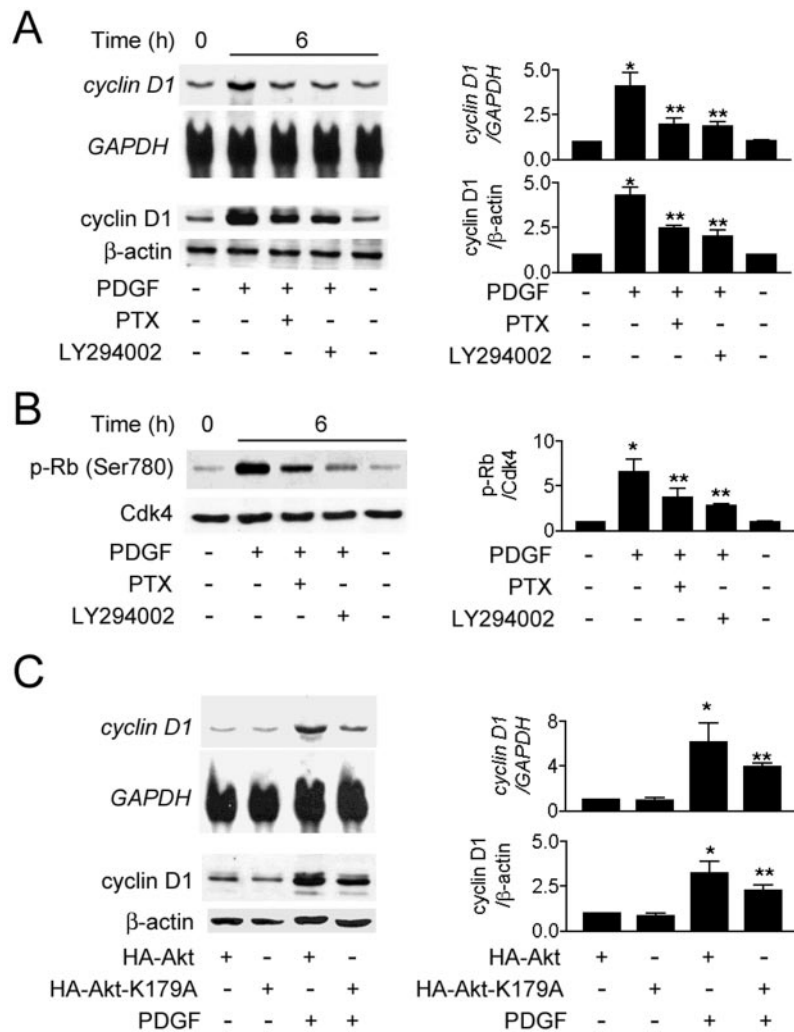 A
Time (h) 0 6
cyclin D1
GAPDH
cyclin D1
β-actin
PDGF - + + + -
PTX - - + - -
LY294002 - - - + -
cyclin D1
/GAPDH
5.0
2.5
0.0
* ** **
cyclin D1
/β-actin
5.0
2.5
0.0
* ** **
PDGF - + + + -
PTX - - + - -
LY294002 - - - + -
B
Time (h) 0 6
p-Rb (Ser780)
Cdk4
PDGF - + + + -
PTX - - + - -
LY294002 - - - + -
p-Rb
/Cdk4
10
5
0
* ** **
PDGF - + + + -
PTX - - + - -
LY294002 - - - + -
C
cyclin D1
GAPDH
cyclin D1
β-actin
HA-Akt + - + -
HA-Akt-K179A - + - +
PDGF - - + +
cyclin D1
/GAPDH
8
4
0
* **
cyclin D1
/β-actin
5.0
2.5
0.0
* **
HA-Akt + - + -
HA-Akt-K179A - + - +
PDGF - - + +